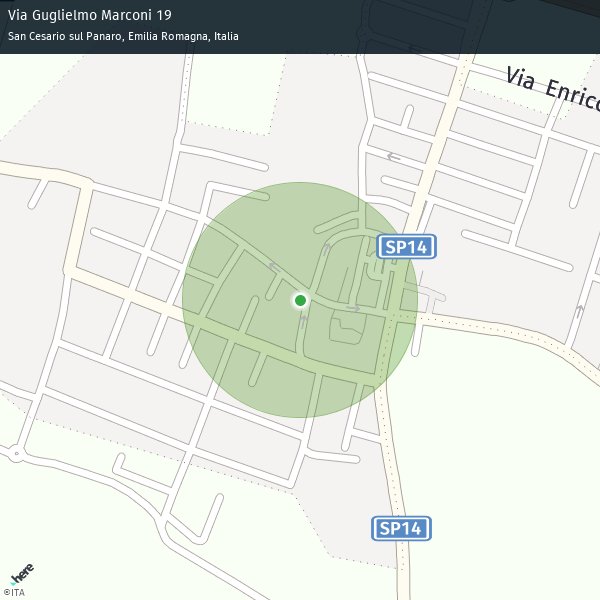 Via Guglielmo Marconi 19
San Cesario sul Panaro, Emilia Romagna, Italia
Via Enrico
SP14
SP14
here
©ITA